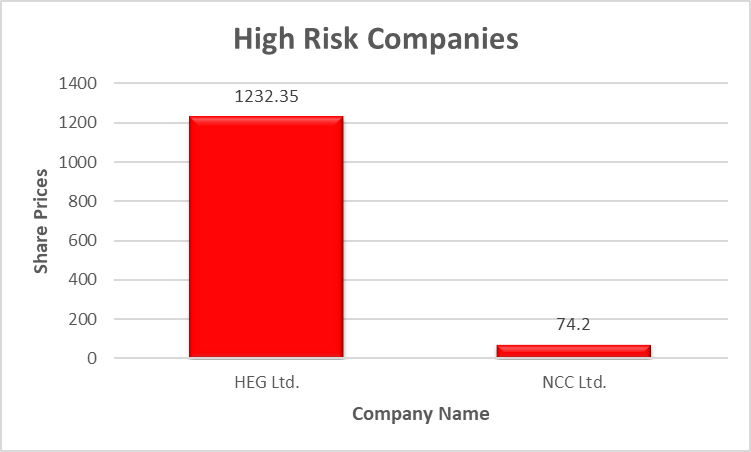 High Risk Companies
1400
1200
1000
800
600
400
200
0
Share Prices
1232.35
74.2
HEG Ltd.
NCC Ltd.
Company Name